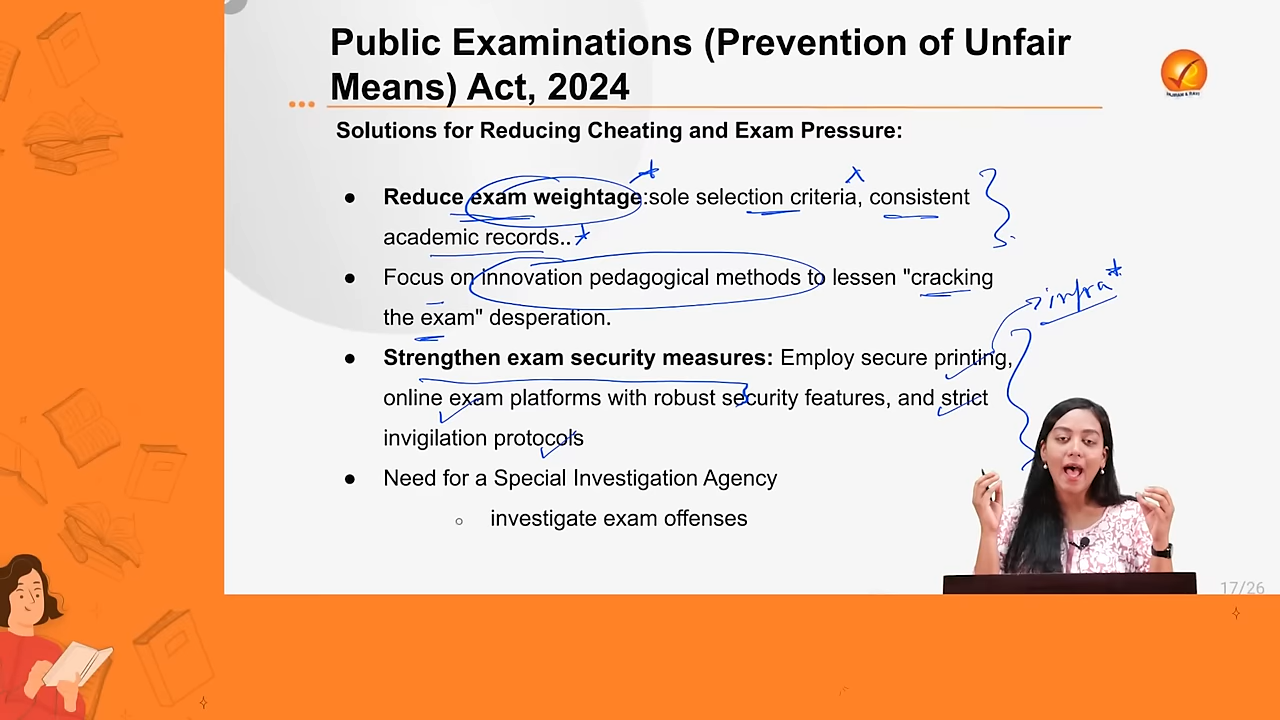 Public Examinations (Prevention of Unfair
Means) Act, 2024
Solutions for Reducing Cheating and Exam Pressure:
● Reduce exam weightage:sole selection criteria, consistent
academic records..
● Focus on innovation pedagogical methods to lessen "cracking
the exam" desperation.
infra
● Strengthen exam security measures: Employ secure printing,
online exam platforms with robust security features, and strict
invigilation protocols
● Need for a Special Investigation Agency
○ investigate exam offenses
17/26